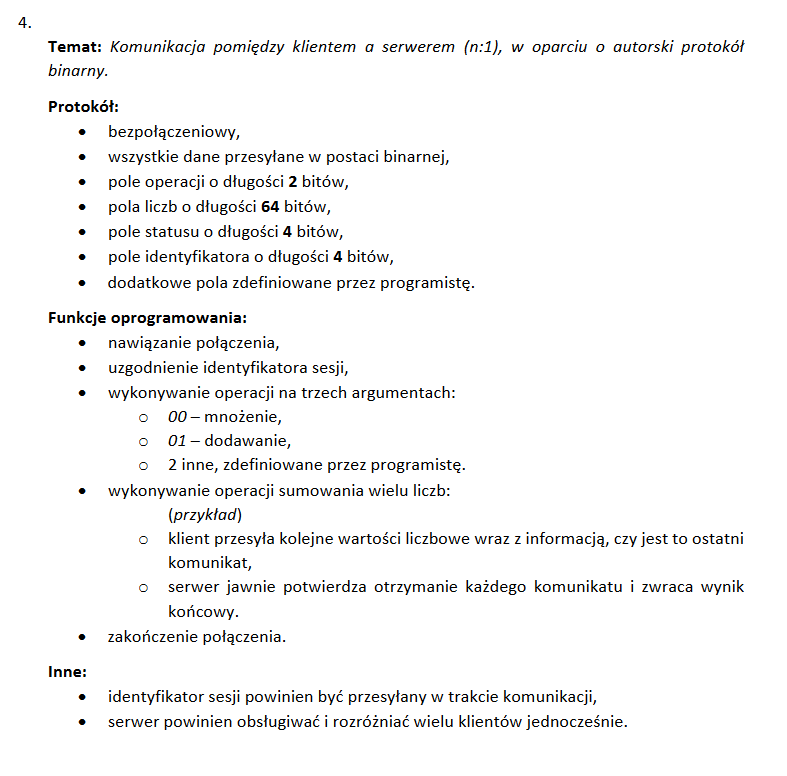 4.
Temat: Komunikacja pomiędzy klientem a serwerem (n:1), w oparciu o autorski protokół
binarny.
Protokół:
• bezpołączeniowy,
• wszystkie dane przesyłane w postaci binarnej,
• pole operacji o długości 2 bitów,
• pola liczb o długości 64 bitów,
• pole statusu o długości 4 bitów,
• pole identyfikatora o długości 4 bitów,
• dodatkowe pola zdefiniowane przez programistę.
Funkcje oprogramowania:
• nawiązanie połączenia,
• uzgodnienie identyfikatora sesji,
• wykonywanie operacji na trzech argumentach:
o 00 – mnożenie,
o 01 – dodawanie,
o 2 inne, zdefiniowane przez programistę.
• wykonywanie operacji sumowania wielu liczb:
(przykład)
o klient przesyła kolejne wartości liczbowe wraz z informacją, czy jest to ostatni
komunikat,
o serwer jawnie potwierdza otrzymanie każdego komunikatu i zwraca wynik
końcowy.
• zakończenie połączenia.
Inne:
• identyfikator sesji powinien być przesyłany w trakcie komunikacji,
• serwer powinien obsługiwać i rozróżniać wielu klientów jednocześnie.